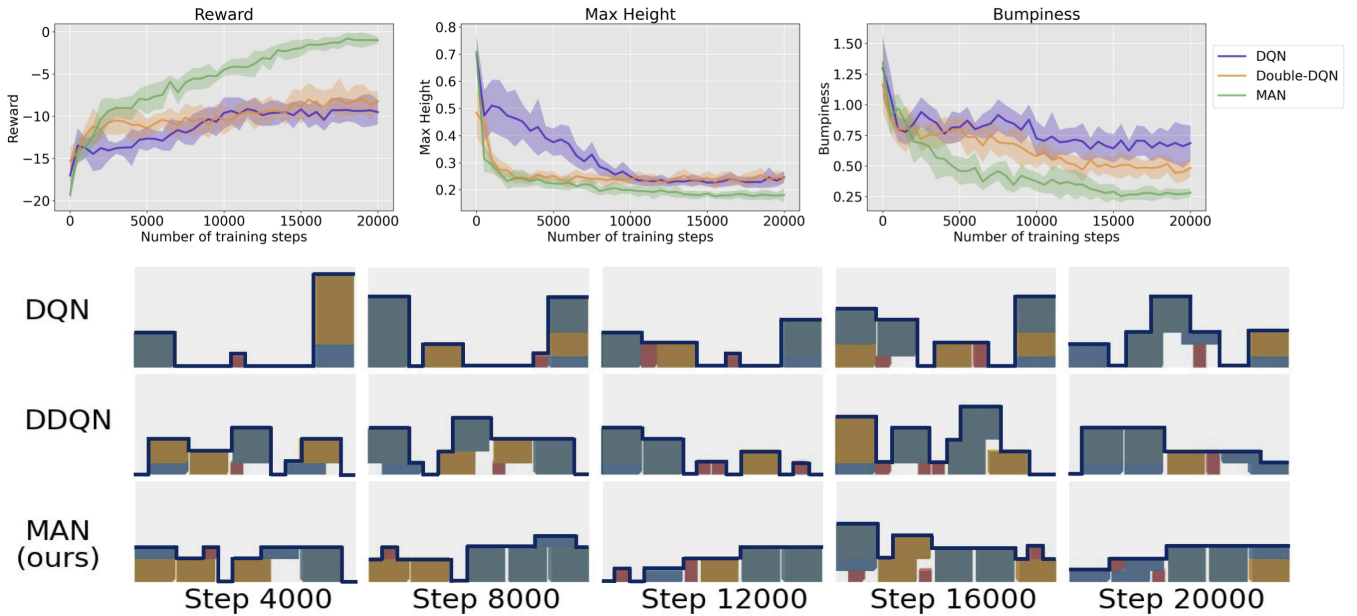 Reward
Max Height
Bumpiness
0
−5
−10
−15
−20
Reward
0
5000
10000
15000
20000
Number of training steps
0.8
0.7
0.6
0.5
0.4
0.3
0.2
Max Height
0
5000
10000
15000
20000
Number of training steps
1.50
1.25
1.00
0.75
0.50
0.25
Bumpiness
0
5000
10000
15000
20000
Number of training steps
DQN
Double-DQN
MAN
DQN
DDQN
MAN
(ours)
Step 4000
Step 8000
Step 12000
Step 16000
Step 20000